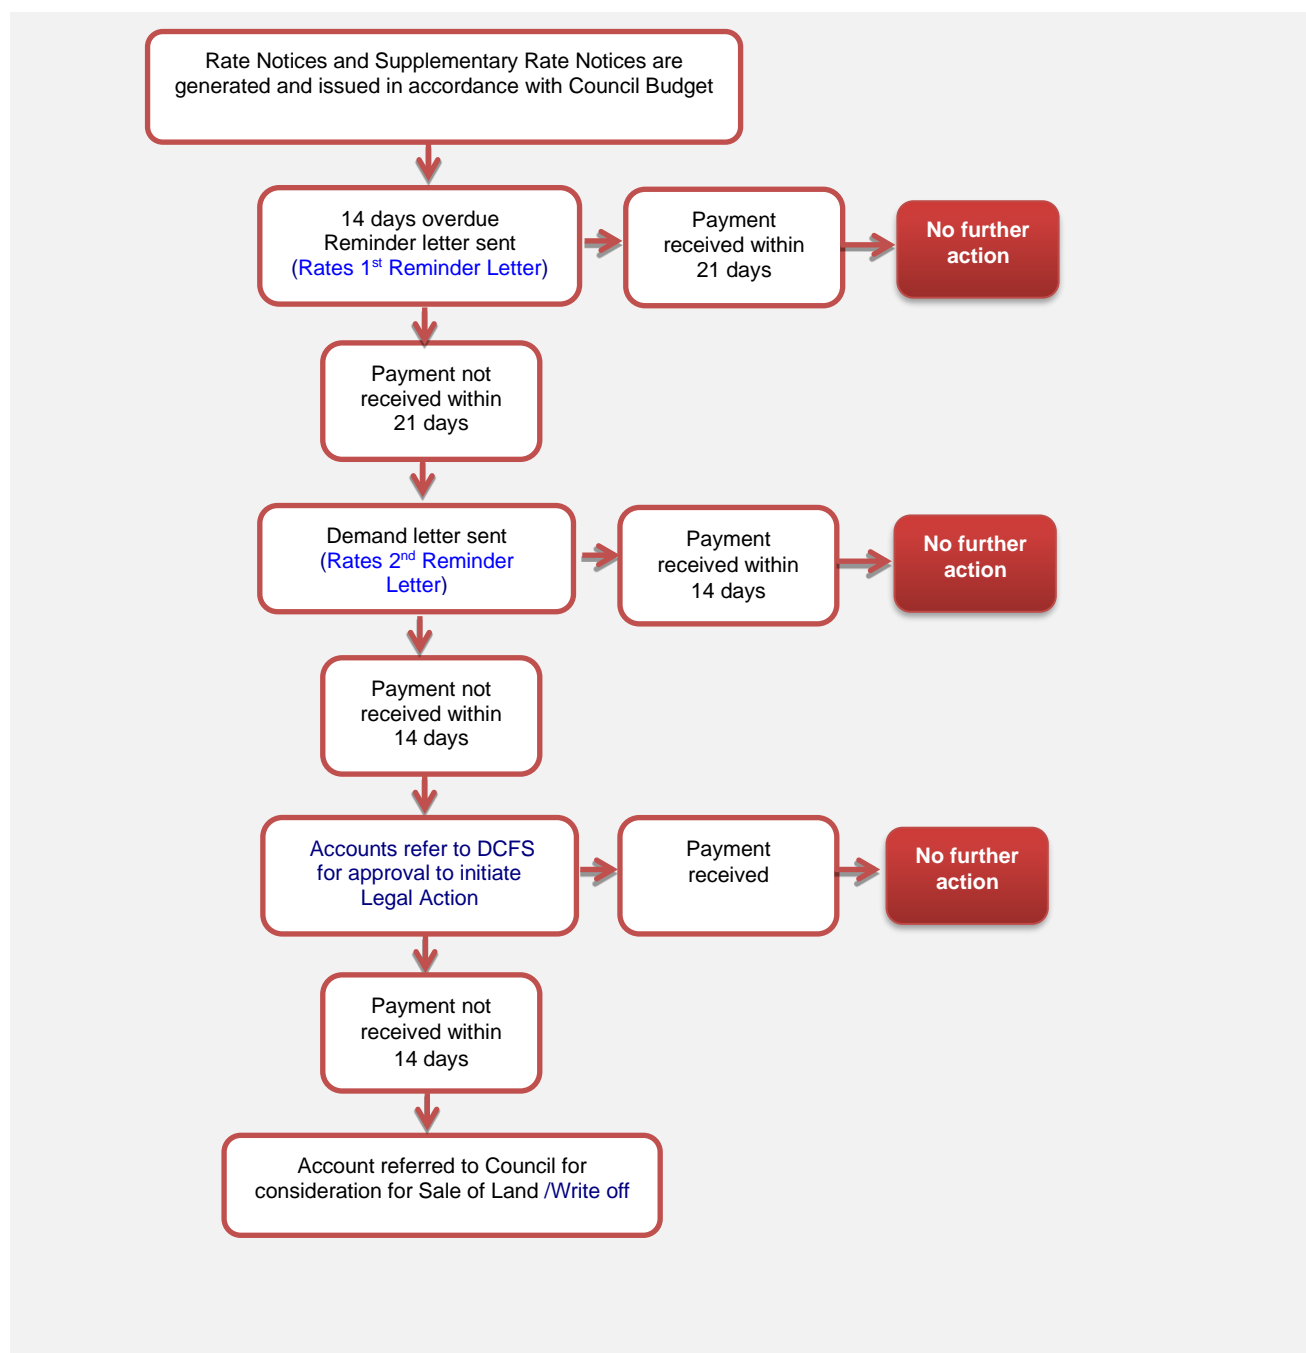 Rate Notices and Supplementary Rate Notices are
generated and issued in accordance with Council Budget
14 days overdue
Reminder letter sent
(Rates 1st Reminder Letter)
Payment
received within
21 days
No further
action
Payment not
received within
21 days
Demand letter sent
(Rates 2nd Reminder
Letter)
Payment
received within
14 days
No further
action
Payment not
received within
14 days
Accounts refer to DCFS
for approval to initiate
Legal Action
Payment
received
No further
action
Payment not
received within
14 days
Account referred to Council for
consideration for Sale of Land /Write off